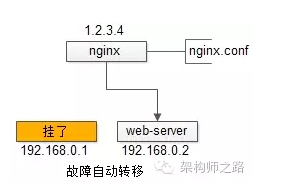 1.2.3.4
nginx
nginx.conf
挂了
web-server
192.168.0.1
192.168.0.2
故障自动转移
架构师之路